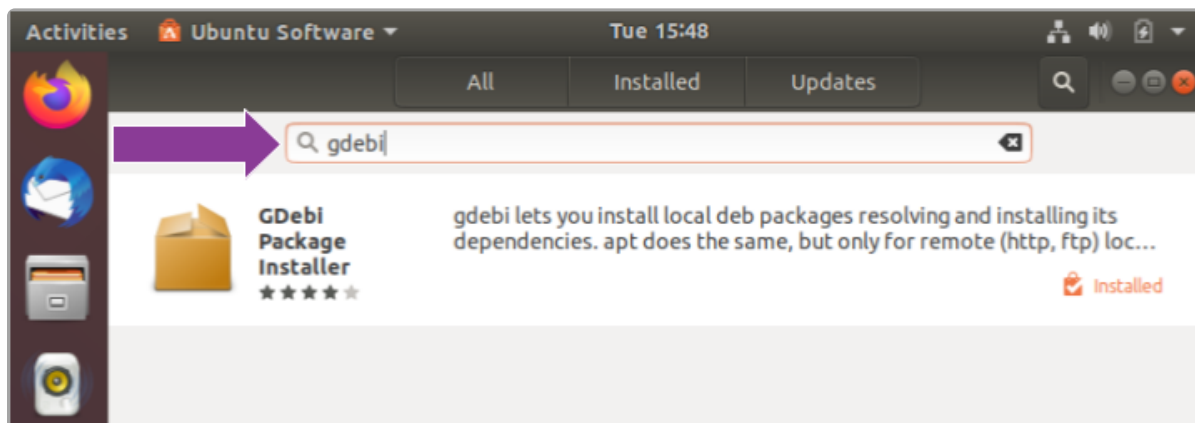 Activities Ubuntu Software Tue 15:48
All Installed Updates
gdebi
GDebi
Package
Installer
gdebi lets you install local deb packages resolving and installing its
dependencies. apt does the same, but only for remote (http, ftp) loc...
Installed